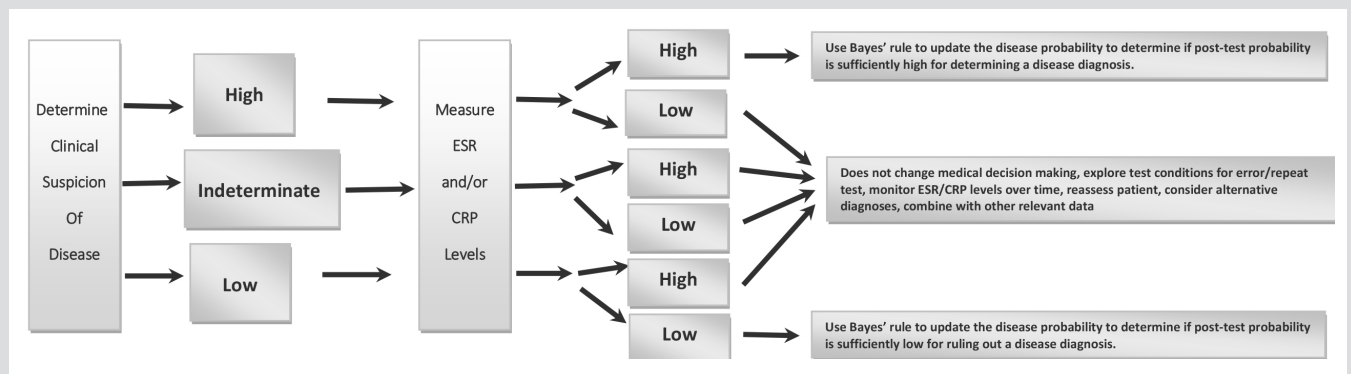 Determine
Clinical
Suspicion
Of
Disease
High
Indeterminate
Low
Measure
ESR
and/or
CRP
Levels
High
Low
High
Low
High
Low
Use Bayes’ rule to update the disease probability to determine if post-test probability
is sufficiently high for determining a disease diagnosis.
Does not change medical decision making, explore test conditions for error/repeat
test, monitor ESR/CRP levels over time, reassess patient, consider alternative
diagnoses, combine with other relevant data
Use Bayes’ rule to update the disease probability to determine if post-test probability
is sufficiently low for ruling out a disease diagnosis.